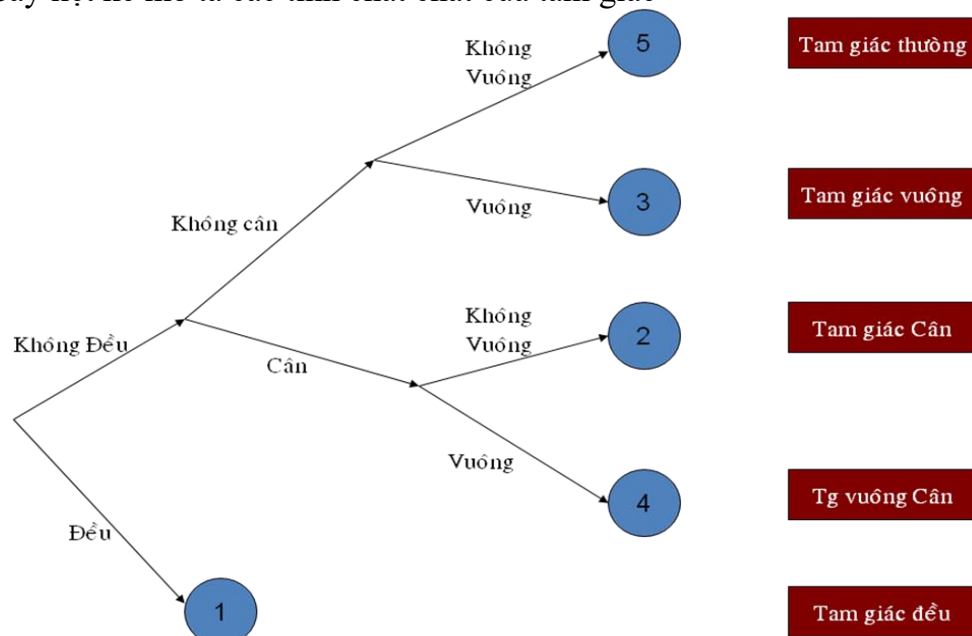 Không
Vuông
5
Tam giác thường
Không cân
Vuông
3
Tam giác vuông
Không Đều
Cân
Không
Vuông
2
Tam giác Cân
Vuông
4
Tg vuông Cân
Đều
1
Tam giác đều